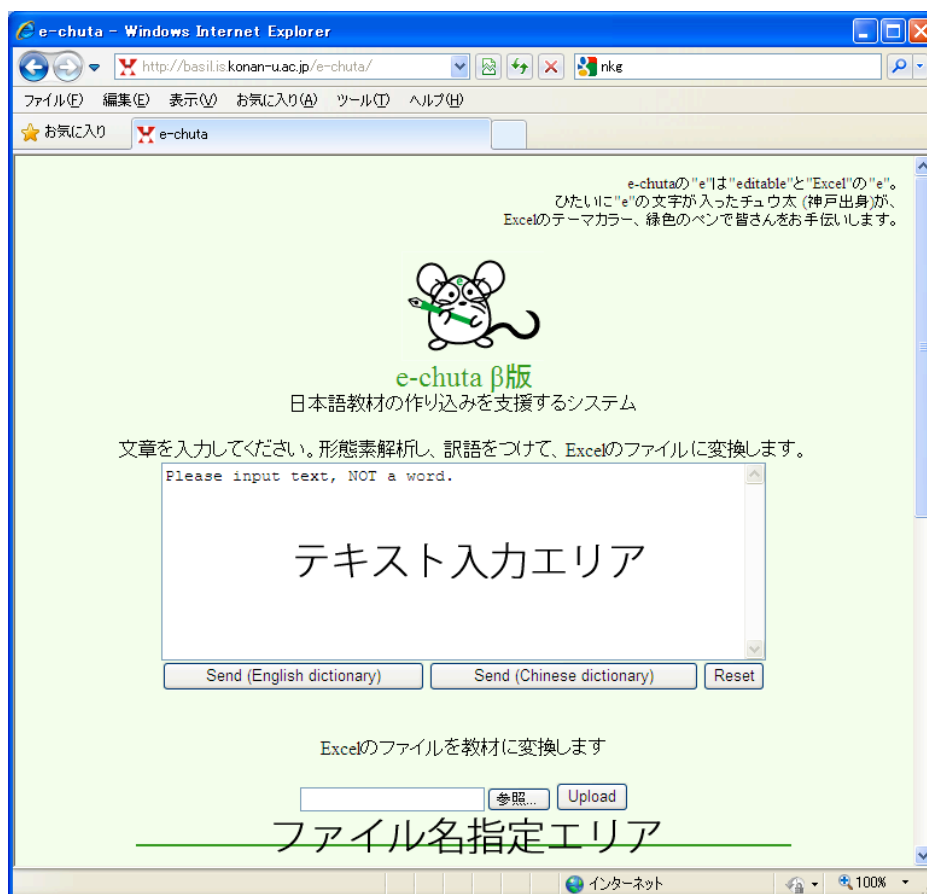 e-chuta - Windows Internet Explorer
http://basil.is.konan-u.ac.jp/e-chuta/
nkg
ファイル(F) 編集(E) 表示(V) お気に入り(A) ツール(T) ヘルプ(H)
お気に入り e-chuta
e-chutaの"e"は"editable"と"Excel"の"e"。
ひたいに"e"の文字が入ったチュウ太 (神戸出身)が、
Excelのテーマカラー、緑色のペンで皆さんをお手伝いします。
e
e-chuta β版
日本語教材の作り込みを支援するシステム
文章を入力してください。形態素解析し、訳語をつけて、Excelのファイルに変換します。
Please input text, NOT a word.
テキスト入力エリア
Send (English dictionary) Send (Chinese dictionary) Reset
Excelのファイルを教材に変換します
参照... Upload
ファイル名指定エリア
インターネット 100%